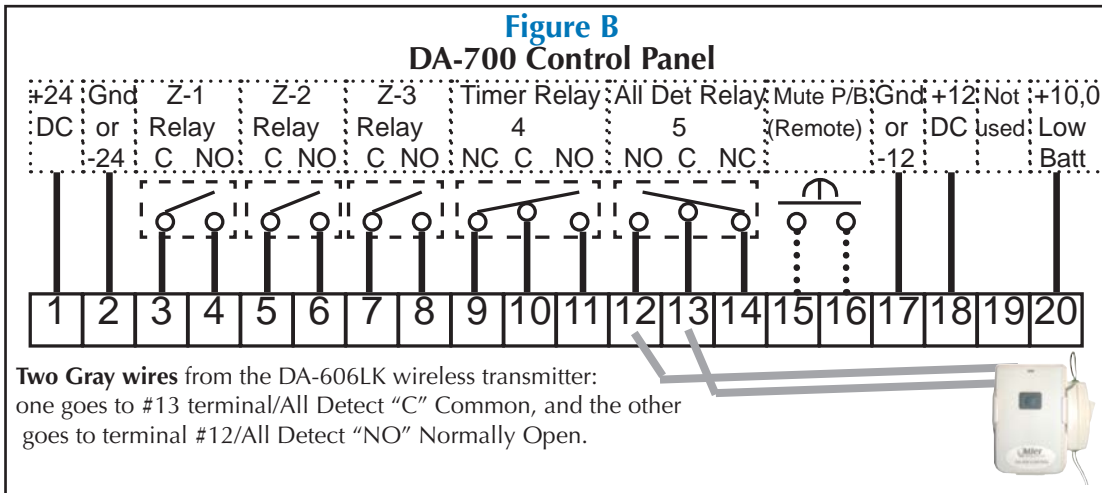 Figure B
DA-700 Control Panel
+24 Gnd Z-1 Z-2 Z-3 Timer Relay All Det Relay Mute P/B Gnd +12 Not +10,0
DC or Relay Relay Relay 4 5 (Remote) or DC used Low
-24 C NO C NO C NO NC C NO NO C NC -12 Batt
1 2 3 4 5 6 7 8 9 10 11 12 13 14 15 16 17 18 19 20
Two Gray wires from the DA-606LK wireless transmitter:
one goes to #13 terminal/All Detect “C” Common, and the other
goes to terminal #12/All Detect “NO” Normally Open.
Mier